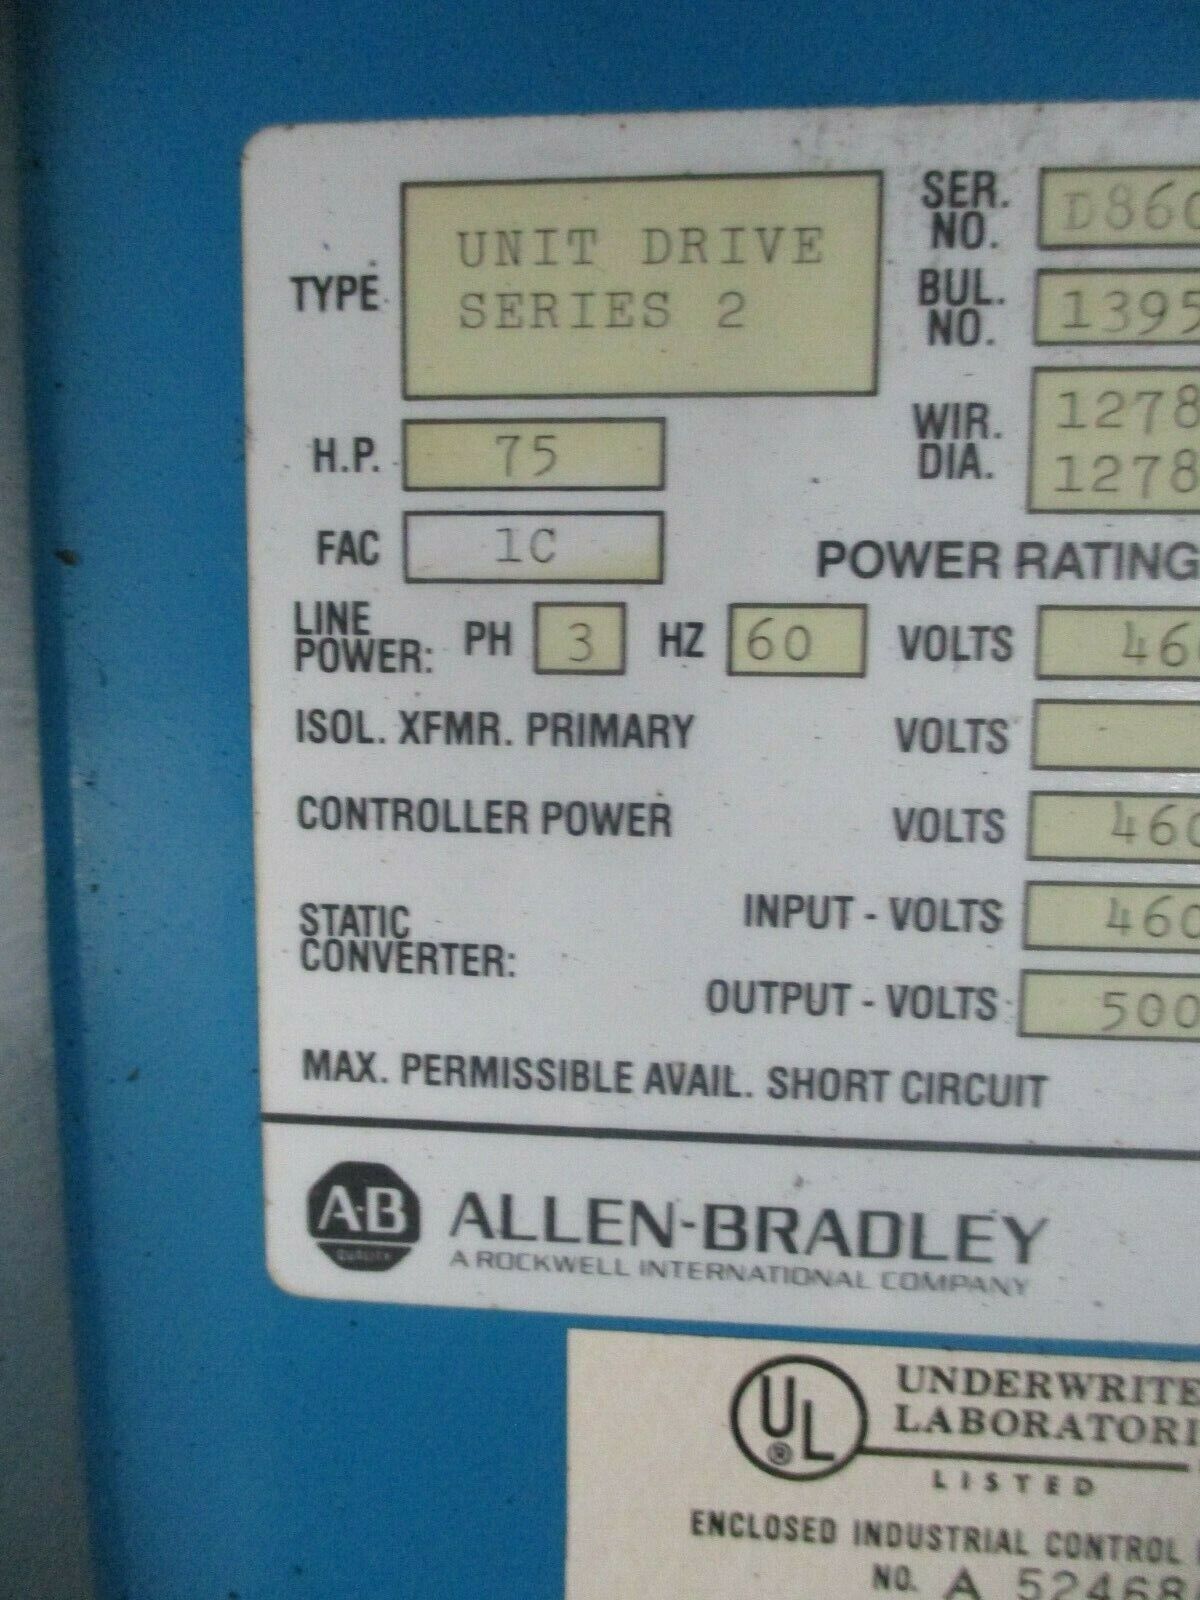 TYPE UNIT DRIVE
SERIES 2
SER. NO. D860
BUL. NO. 1395
H.P. 75
WIR. DIA. 1278
1278
FAC 1C
POWER RATING
LINE POWER: PH 3 HZ 60 VOLTS 460
ISOL. XFMR. PRIMARY VOLTS
CONTROLLER POWER VOLTS 460
STATIC CONVERTER: INPUT - VOLTS 460
OUTPUT - VOLTS 500
MAX. PERMISSIBLE AVAIL. SHORT CIRCUIT
A-B QUALITY
ALLEN-BRADLEY
A ROCKWELL INTERNATIONAL COMPANY
UL ® UNDERWRITE
LABORATORI
LISTED
ENCLOSED INDUSTRIAL CONTROL
NO. A 52468